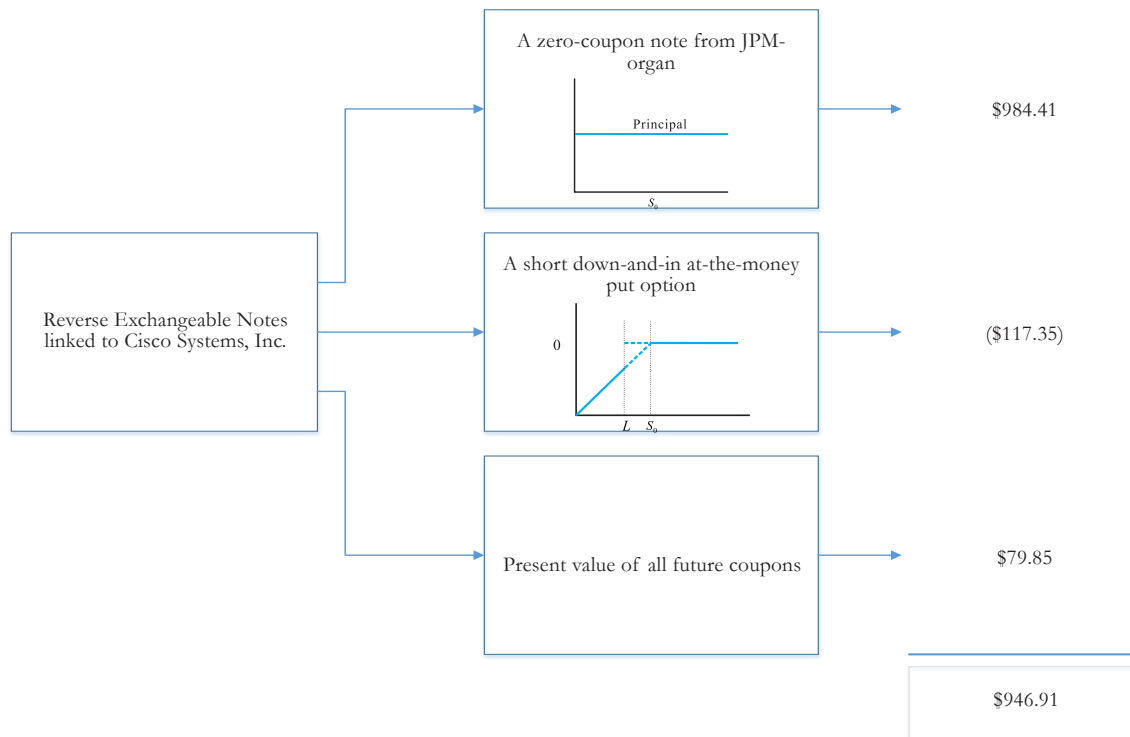 A zero-coupon note from JPM-
organ
Principal
S₀
$984.41
Reverse Exchangeable Notes
linked to Cisco Systems, Inc.
A short down-and-in at-the-money
put option
0
L S₀
($117.35)
Present value of all future coupons
$79.85
$946.91